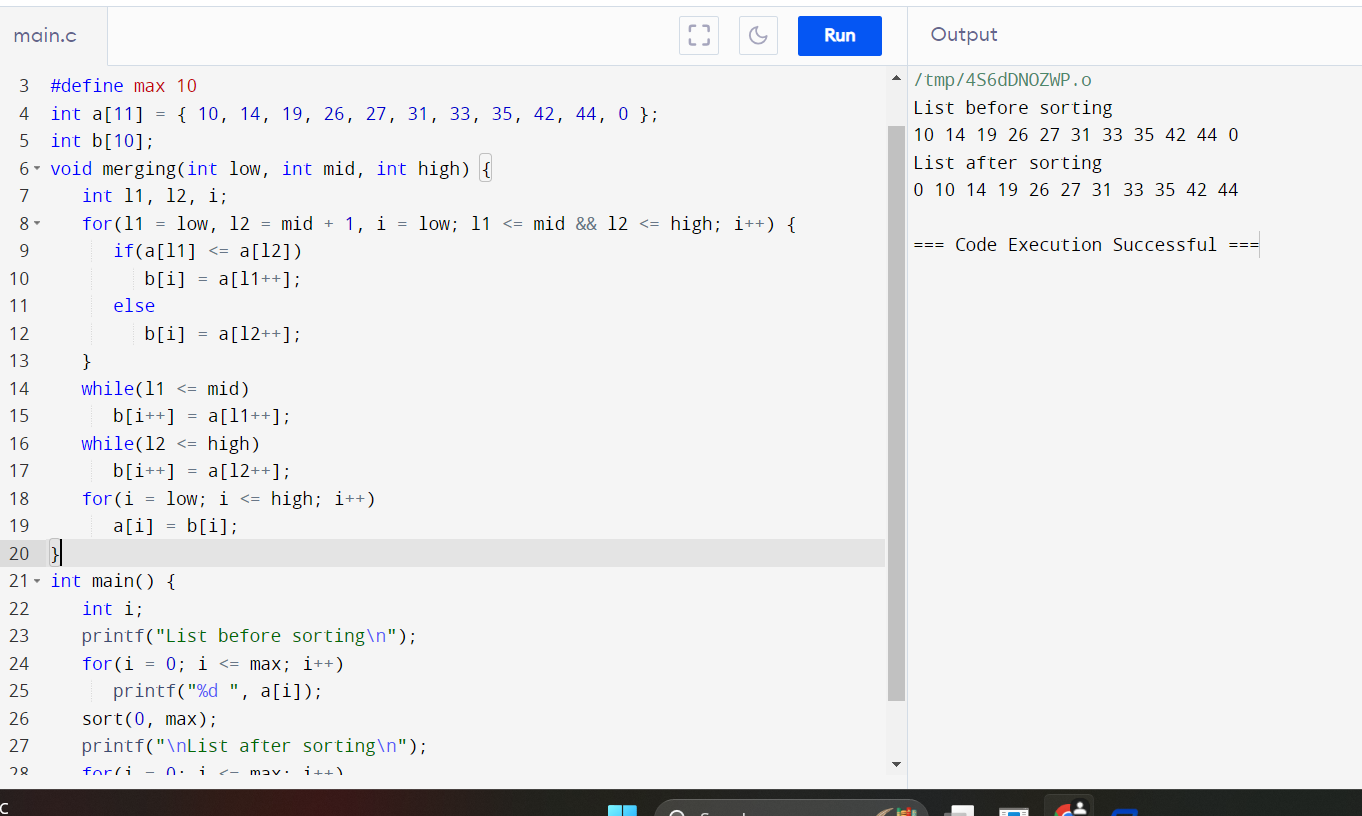 main.c
Run
Output
3 #define max 10
4 int a[11] = { 10, 14, 19, 26, 27, 31, 33, 35, 42, 44, 0 };
5 int b[10];
6 void merging(int low, int mid, int high) {
7 int l1, l2, i;
8 for(l1 = low, l2 = mid + 1, i = low; l1 <= mid && l2 <= high; i++) {
9 if(a[l1] <= a[l2])
10 b[i] = a[l1++];
11 else
12 b[i] = a[l2++];
13 }
14 while(l1 <= mid)
15 b[i++] = a[l1++];
16 while(l2 <= high)
17 b[i++] = a[l2++];
18 for(i = low; i <= high; i++)
19 a[i] = b[i];
20 }
21 int main() {
22 int i;
23 printf("List before sorting\n");
24 for(i = 0; i <= max; i++)
25 printf("%d ", a[i]);
26 sort(0, max);
27 printf("\nList after sorting\n");
28 for(i = 0; i <= max; i++)
/tmp/4S6dDNOZWP.o
List before sorting
10 14 19 26 27 31 33 35 42 44 0
List after sorting
0 10 14 19 26 27 31 33 35 42 44
=== Code Execution Successful ===